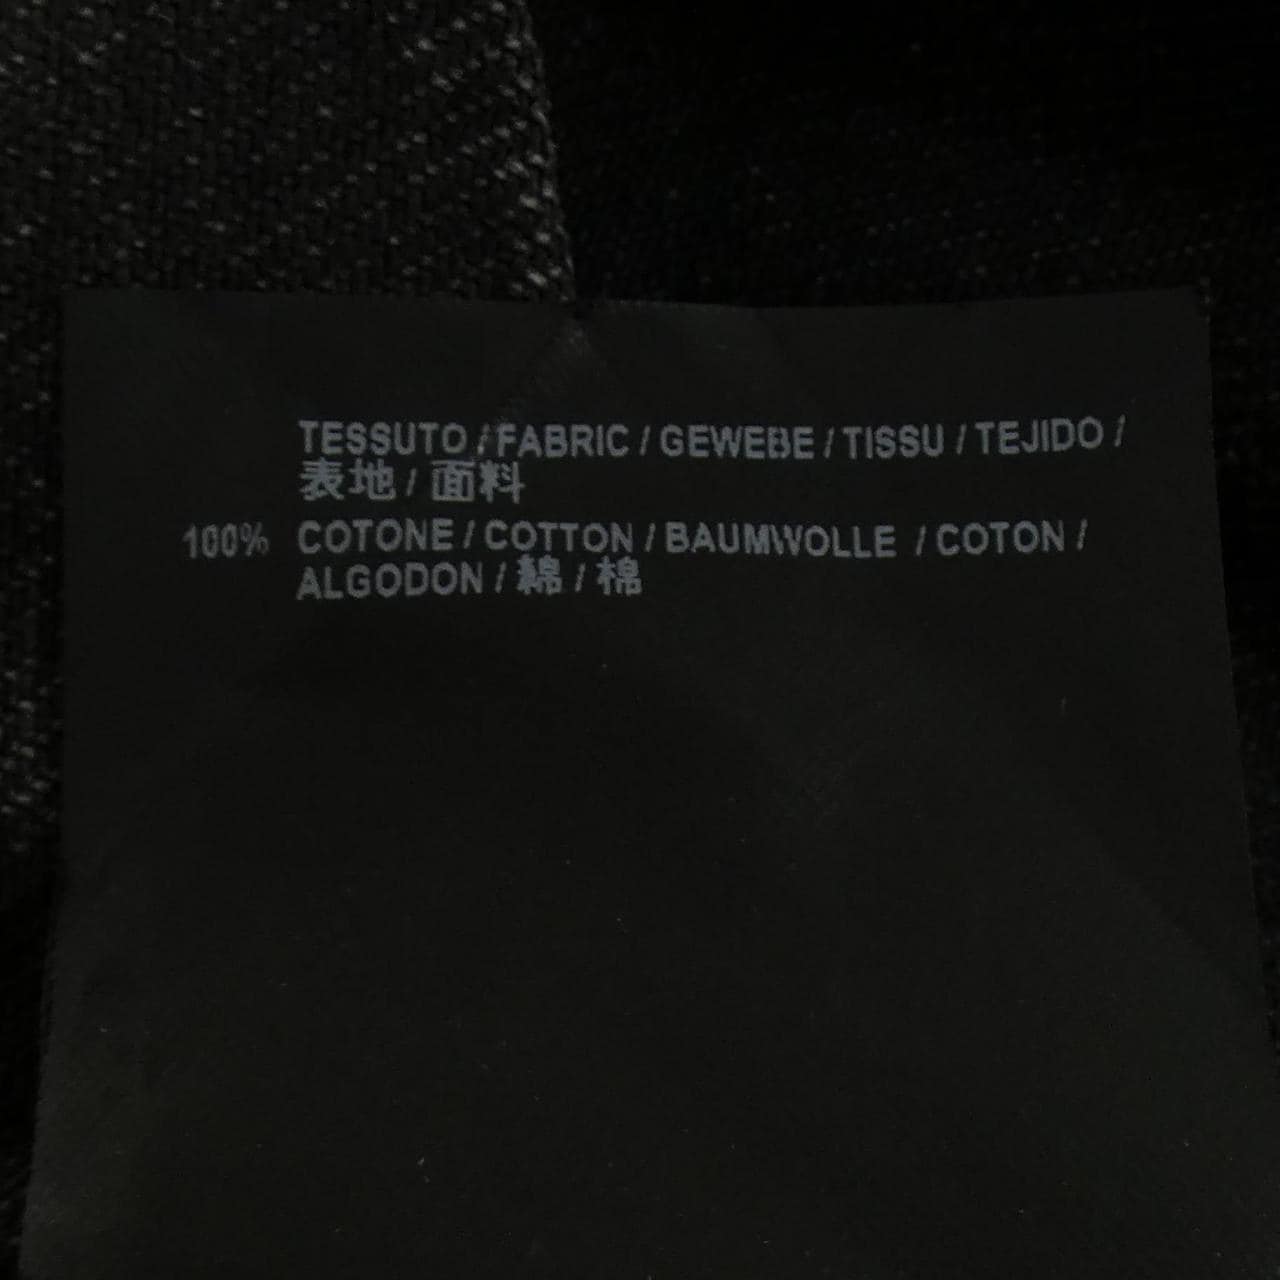 TESSUTO / FABRIC / GEWEBE / TISSU / TEJIDO /
表地 / 面料
100% COTONE / COTTON / BAUMWOLLE / COTON /
ALGODON / 綿 / 棉